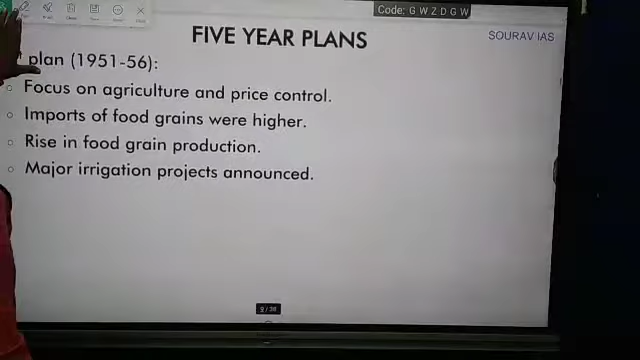 Code: G W Z D G W
FIVE YEAR PLANS
SOURAV IAS
plan (1951-56):
Focus on agriculture and price control.
Imports of food grains were higher.
Rise in food grain production.
Major irrigation projects announced.